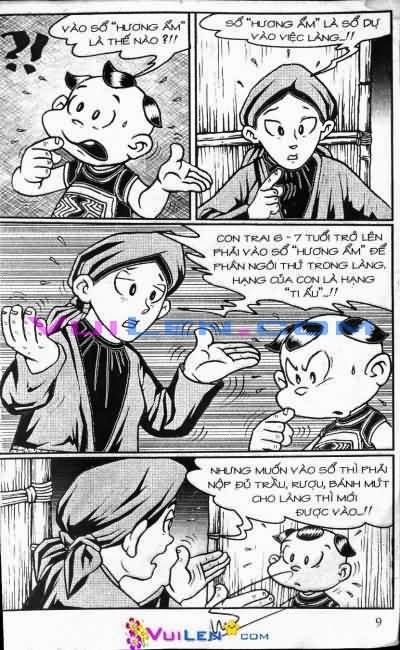 VÀO SỔ "HƯƠNG ẨM"
LÀ THẾ NÀO ?!!
?!
SỔ "HƯƠNG ẨM" LÀ SỔ DỰ
VÀO VIỆC LÀNG...!!
CON TRAI 6 - 7 TUỔI TRỞ LÊN
PHẢI VÀO SỔ "HƯƠNG ẨM" ĐỂ
PHÂN NGÔI THỨ TRONG LÀNG,
HẠNG CỦA CON LÀ HẠNG
"TI ẤU"...!!
VUILEN.COM
NHƯNG MUỐN VÀO SỔ THÌ PHẢI
NỘP ĐỦ TRẦU, RƯỢU, BÁNH MỨT
CHO LÀNG THÌ MỚI
ĐƯỢC VÀO...!!
9
VUILEN.COM